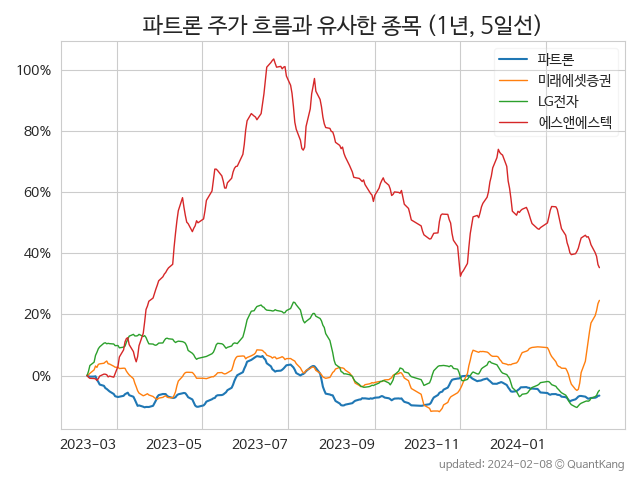 파트론 주가 흐름과 유사한 종목 (1년, 5일선)
파트론
미래에셋증권
LG전자
에스앤에스텍
100%
80%
60%
40%
20%
0%
2023-03 2023-05 2023-07 2023-09 2023-11 2024-01
updated: 2024-02-08 © QuantKang